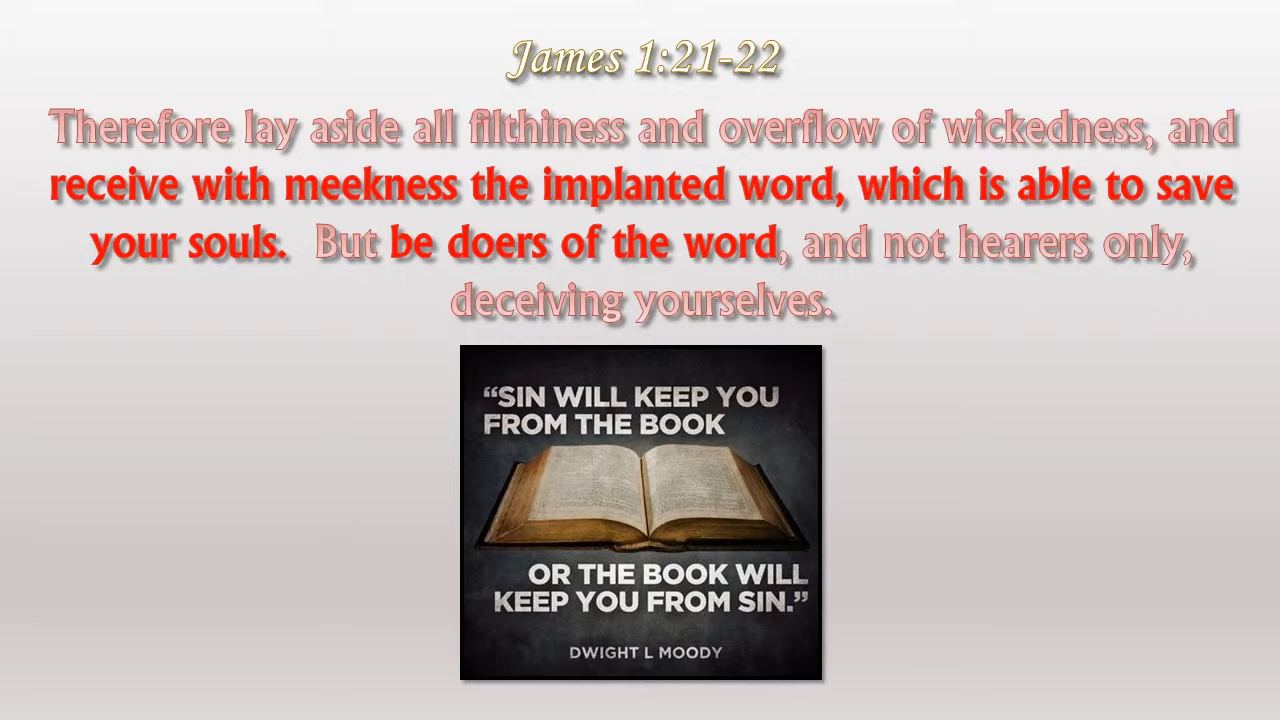 James 1:21-22
Therefore lay aside all filthiness and overflow of wickedness, and
receive with meekness the implanted word, which is able to save
your souls.  But be doers of the word, and not hearers only,
deceiving yourselves.
“SIN WILL KEEP YOU
FROM THE BOOK
OR THE BOOK WILL
KEEP YOU FROM SIN.”
DWIGHT L MOODY